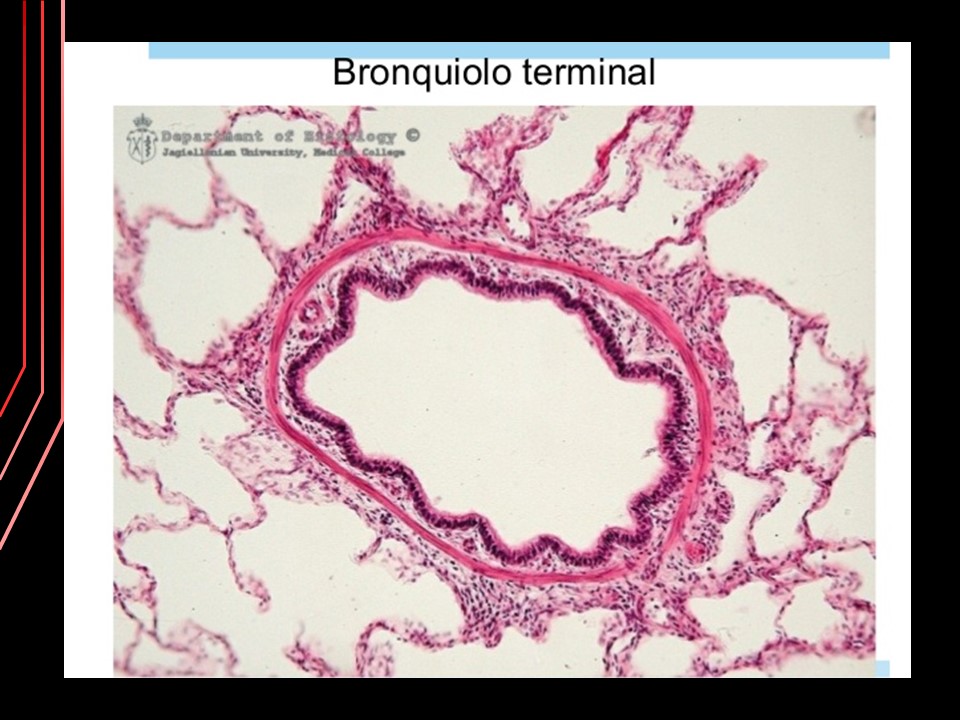 Bronquiolo terminal
Department of Histology ©
Jagiellonian University, Medical College